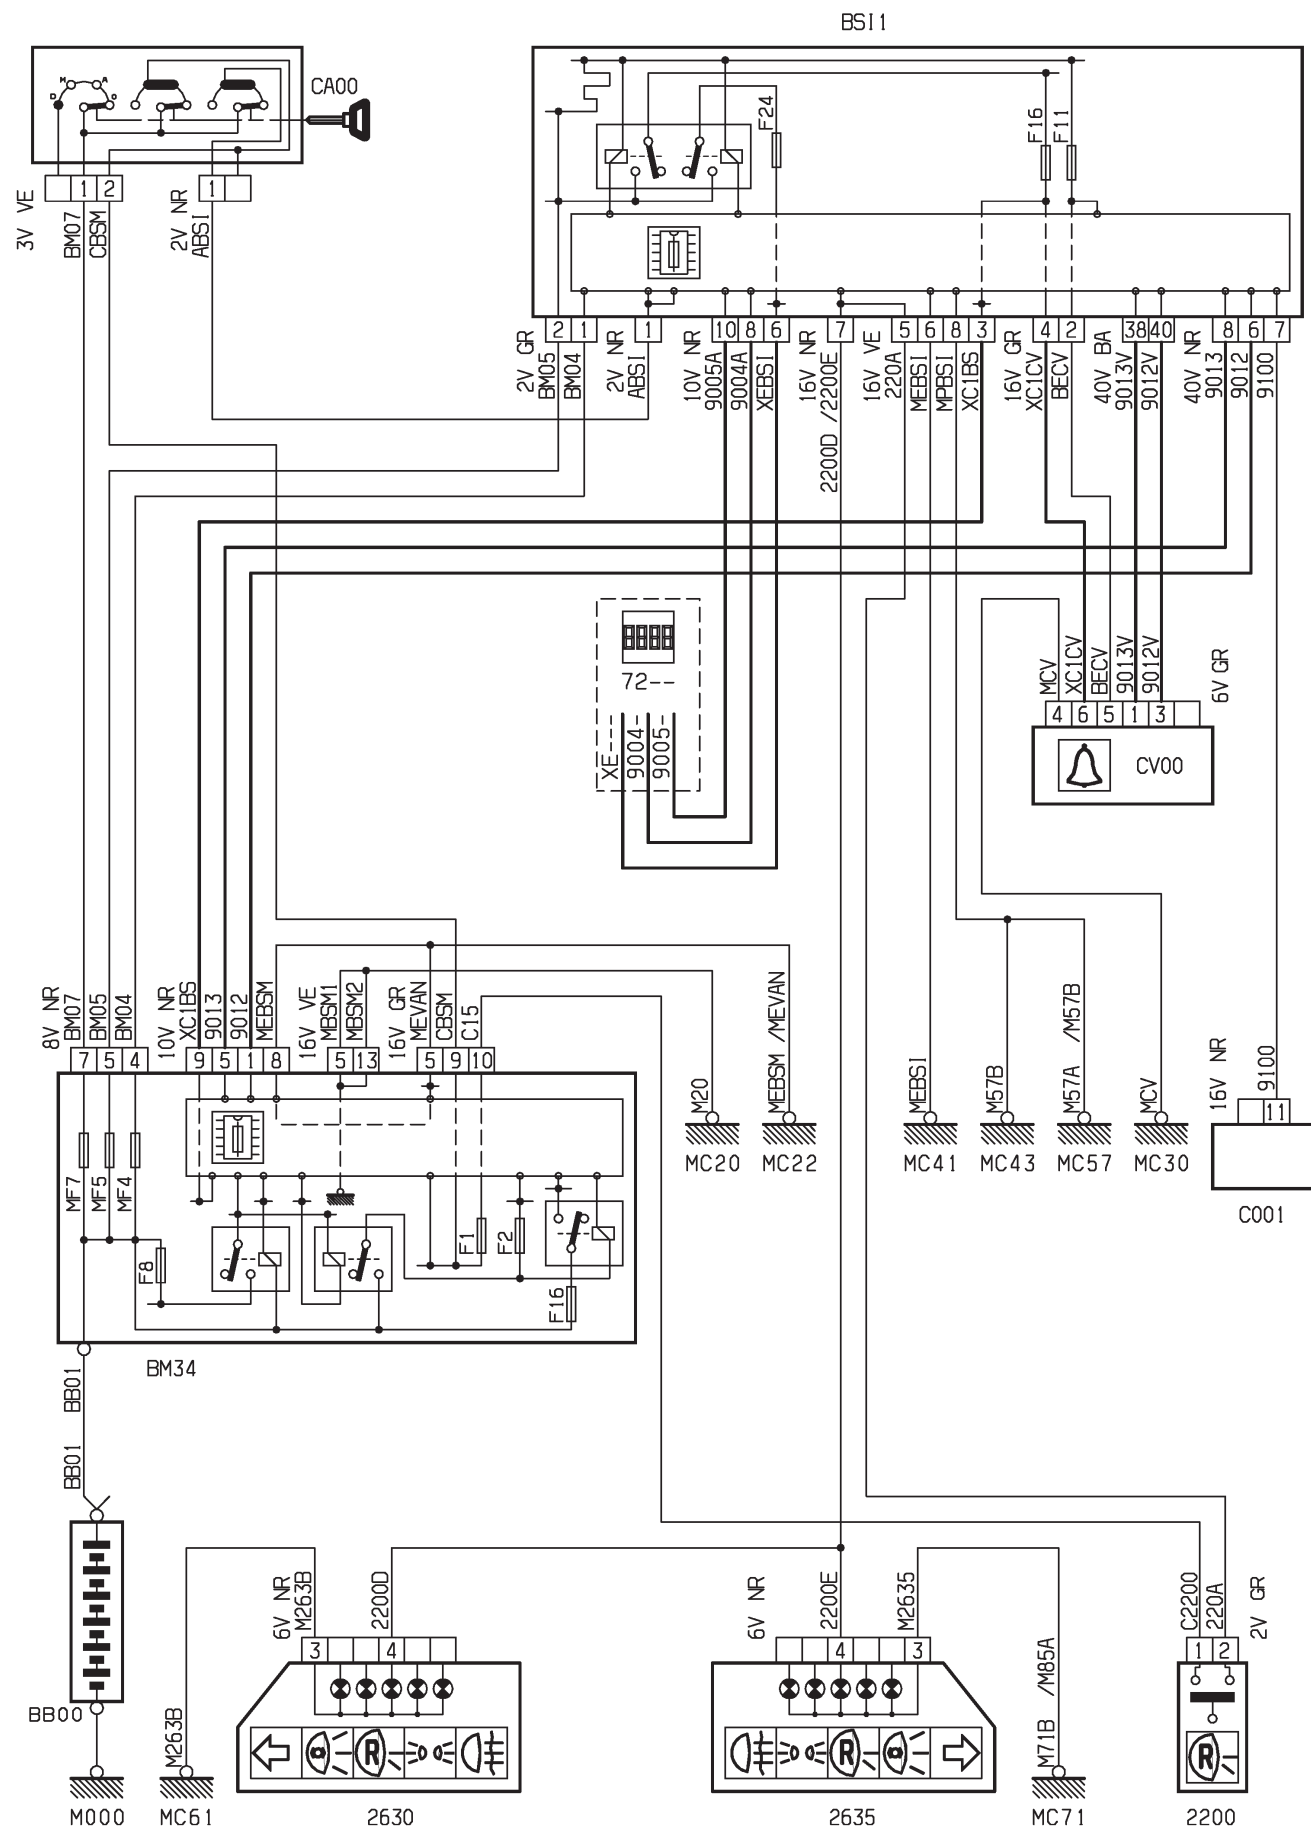 BSI1
CA00
M A
D D
F24
F16
F11
1 2
1
3V VE
BM07
CBSM
2V NR
ABSI
2 1 1 10 8 6 7 5 6 8 3 4 2 38 40 8 6 7
2V GR
BM05
BM04
2V NR
ABSI
10V NR
9005A
9004A
XEBSI
16V NR
2200D /2200E
16V VE
220A
MEBSI
MPBSI
XC1BS
16V GR
XC1CV
BECV
40V BA
9013V
9012V
40V NR
9013
9012
9100
72--
XE----
9004-
9005-
MCV
XC1CV
BECV
9013V
9012V
6V GR
4 6 5 1 3
CV00
8V NR
BM07
BM05
BM04
10V NR
XC1BS
9013
9012
MEBSM
16V VE
MBSM1
MBSM2
16V GR
MEVAN
CBSM
C15
7 5 4
9 5 1 8
5 13
5 9 10
M20
MEBSM /MEVAN
MEBSI
M57B
M57A /M57B
MCV
16V NR
9100
11
MC20
MC22
MC41
MC43
MC57
MC30
C001
MF7
MF5
MF4
F8
F1
F2
F16
BM34
BB01
BB01
BB00
M000
M263B
MC61
6V NR
M263B
2200D
3 4
R
2630
6V NR
2200E
M2635
4 3
R
2635
M71B /M85A
MC71
C2200
220A
2V GR
1 2
R
2200